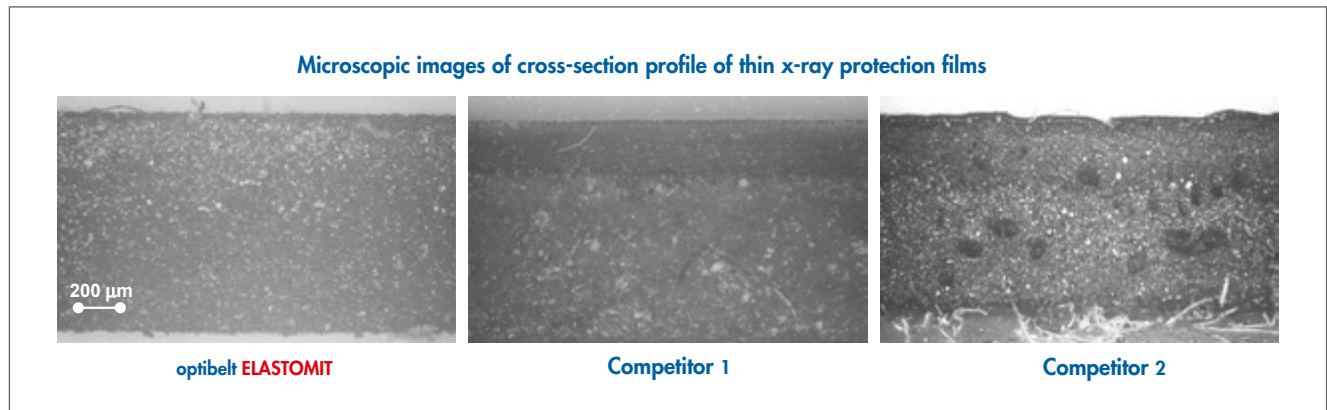 Microscopic images of cross-section profile of thin x-ray protection films
200 µm
optibelt ELASTOMIT
Competitor 1
Competitor 2